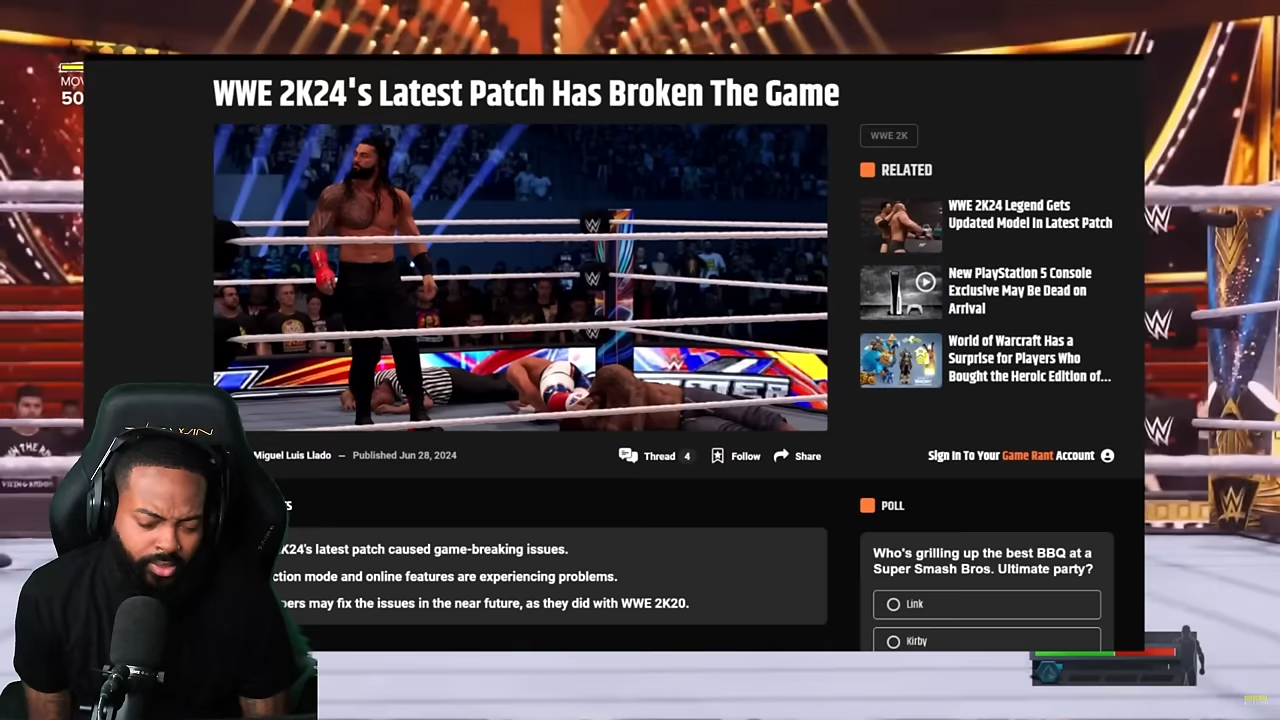 WWE 2K24's Latest Patch Has Broken The Game
WWE 2K
RELATED
WWE 2K24 Legend Gets
Updated Model In Latest Patch
New PlayStation 5 Console
Exclusive May Be Dead on
Arrival
World of Warcraft Has a
Surprise for Players Who
Bought the Heroic Edition of...
Miguel Luis Llado — Published Jun 28, 2024
Thread 4 Follow Share
Sign In To Your Game Rant Account
POLL
K24's latest patch caused game-breaking issues.
ction mode and online features are experiencing problems.
pers may fix the issues in the near future, as they did with WWE 2K20.
Who's grilling up the best BBQ at a
Super Smash Bros. Ultimate party?
Link
Kirby
MOV
50